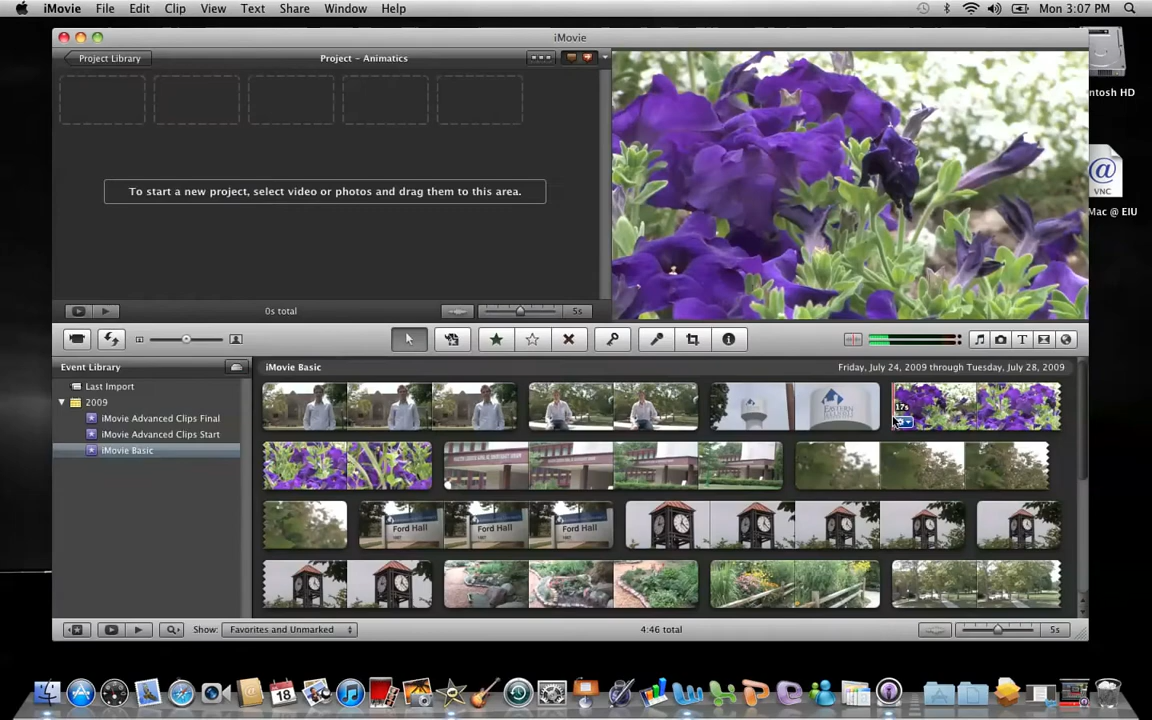 iMovie File Edit Clip View Text Share Window Help Mon 3:07 PM
iMovie
Project Library Project – Animatics
To start a new project, select video or photos and drag them to this area.
ntosh HD
@
VNC
Mac @ EIU
0s total 5s
T
Event Library
iMovie Basic Friday, July 24, 2009 through Tuesday, July 28, 2009
Last Import
2009
iMovie Advanced Clips Final
iMovie Advanced Clips Start
iMovie Basic
17s
EASTERN
Ford Hall
Ford Hall
Ford Hall
Show: Favorites and Unmarked 4:46 total 5s
18